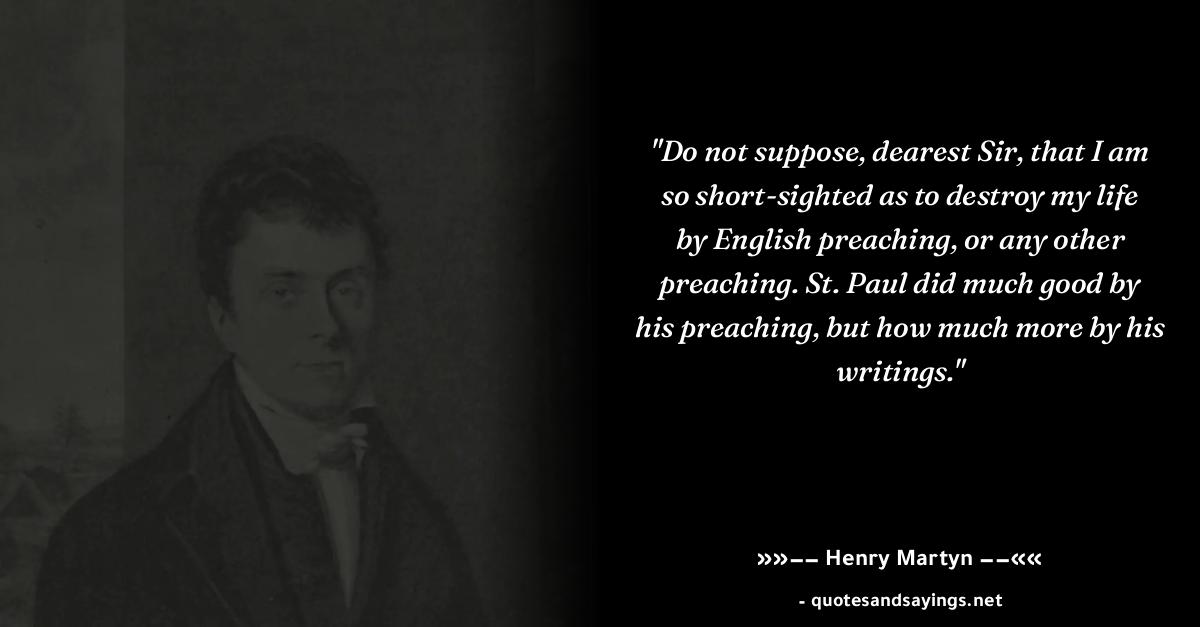 "Do not suppose, dearest Sir, that I am
so short-sighted as to destroy my life
by English preaching, or any other
preaching. St. Paul did much good by
his preaching, but how much more by his
writings."
»»–– Henry Martyn ––««
- quotesandsayings.net